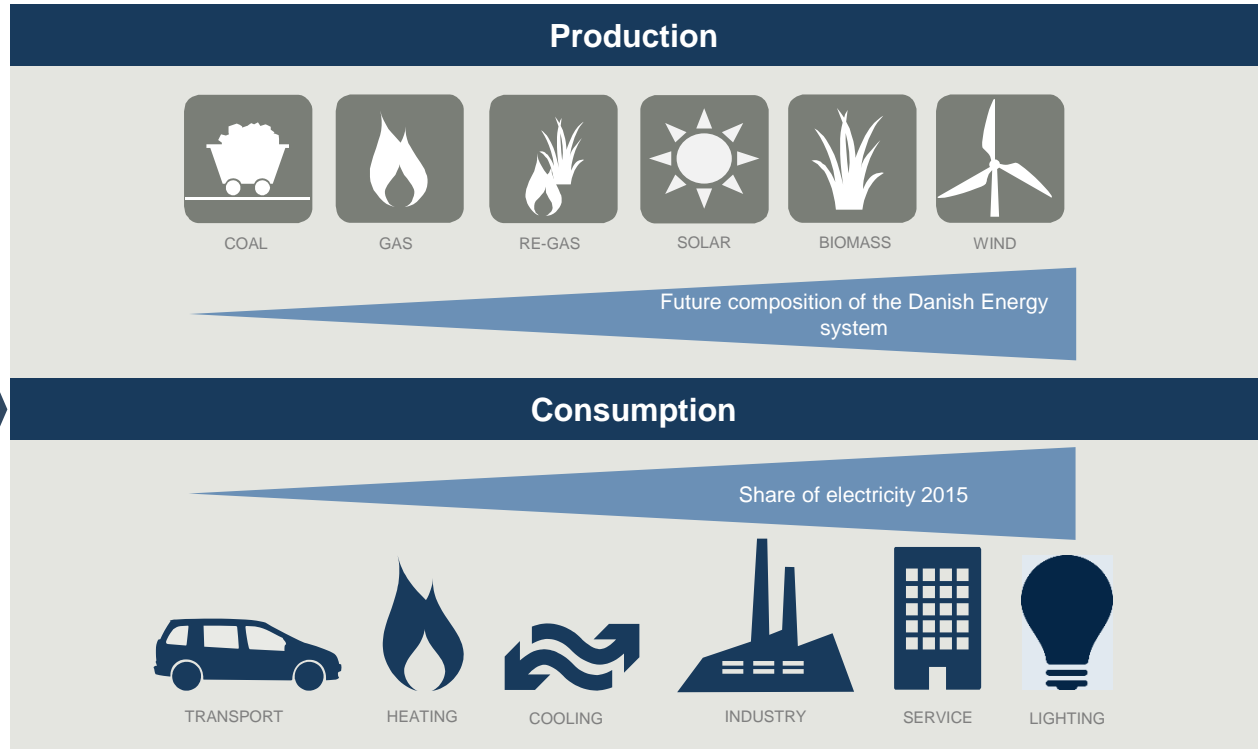 Production
COAL
GAS
RE-GAS
SOLAR
BIOMASS
WIND
Future composition of the Danish Energy
system
Consumption
Share of electricity 2015
TRANSPORT
HEATING
COOLING
INDUSTRY
SERVICE
LIGHTING